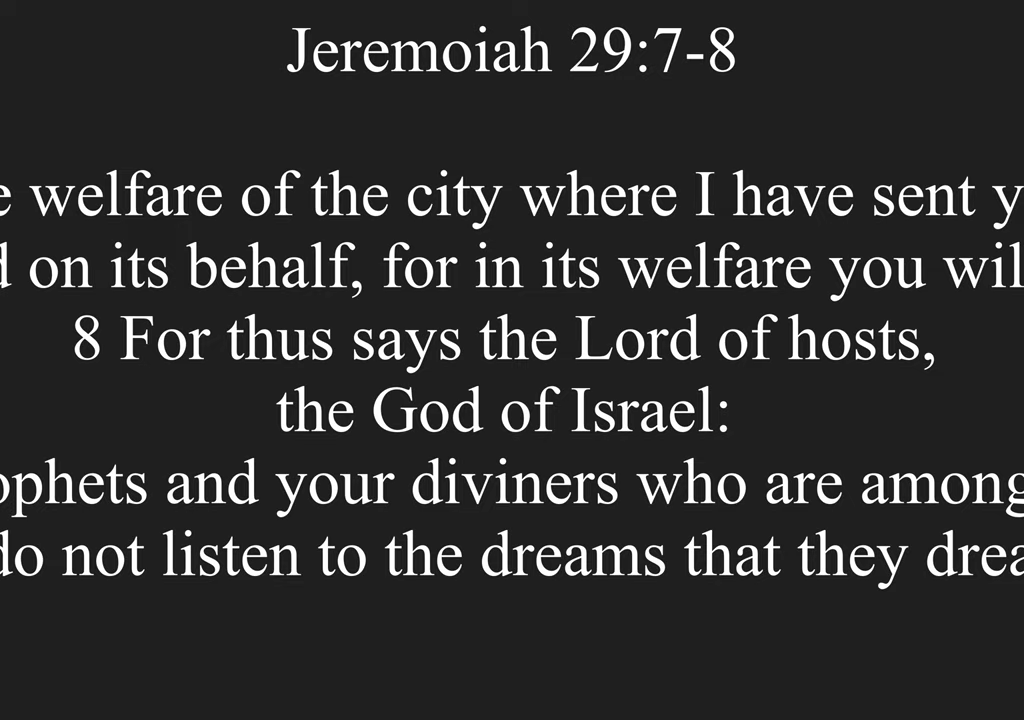 Jeremoiah 29:7-8
welfare of the city where I have sent
on its behalf, for in its welfare you
8 For thus says the Lord of hosts,
the God of Israel:
and your diviners who are among
do not listen to the dreams that they